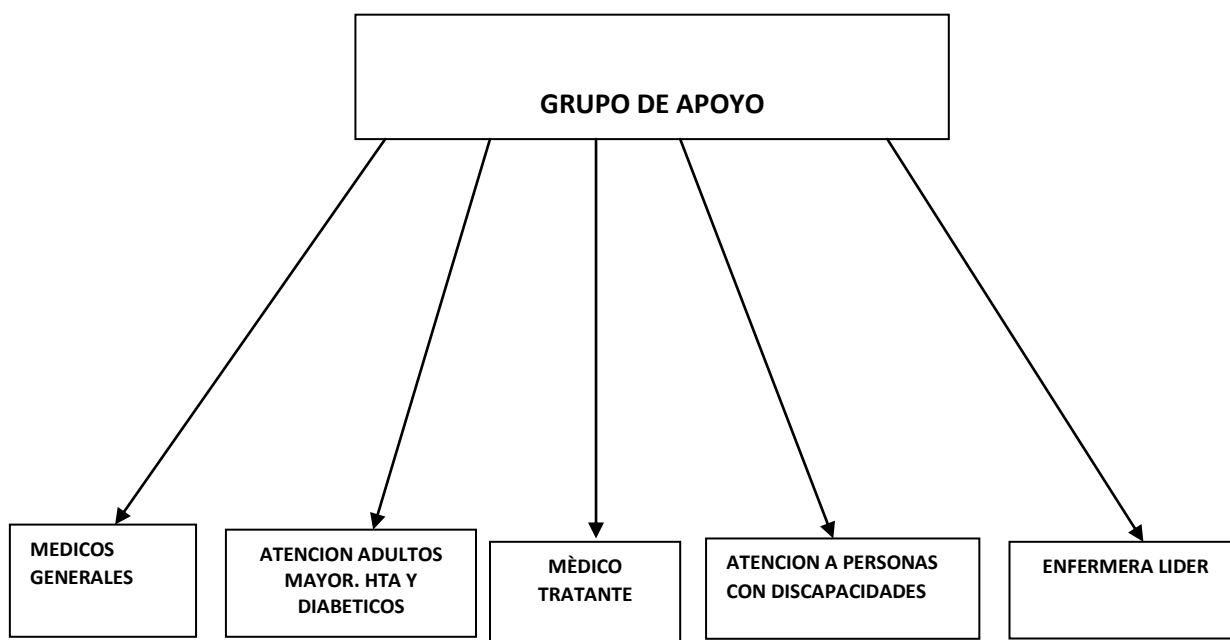 GRUPO DE APOYO
MEDICOS
GENERALES
ATENCION ADULTOS
MAYOR. HTA Y
DIABETICOS
MÈDICO
TRATANTE
ATENCION A PERSONAS
CON DISCAPACIDADES
ENFERMERA LIDER